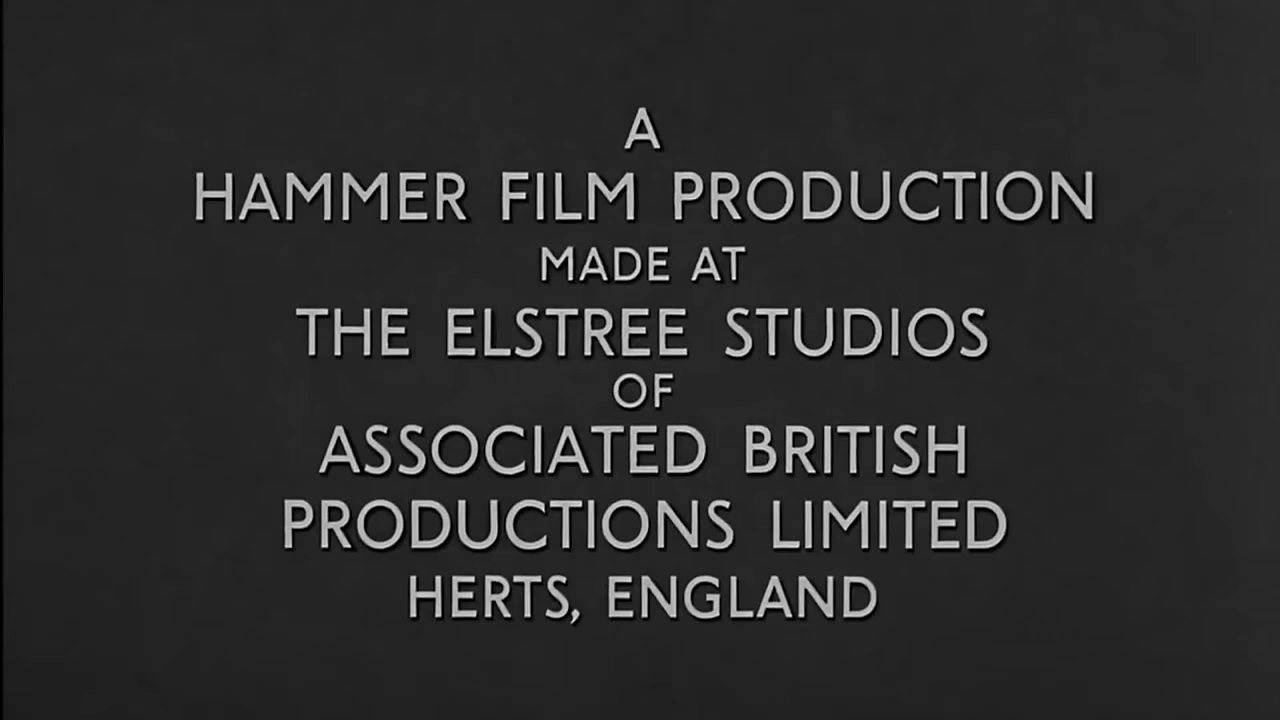 A
HAMMER FILM PRODUCTION
MADE AT
THE ELSTREE STUDIOS
OF
ASSOCIATED BRITISH
PRODUCTIONS LIMITED
HERTS, ENGLAND